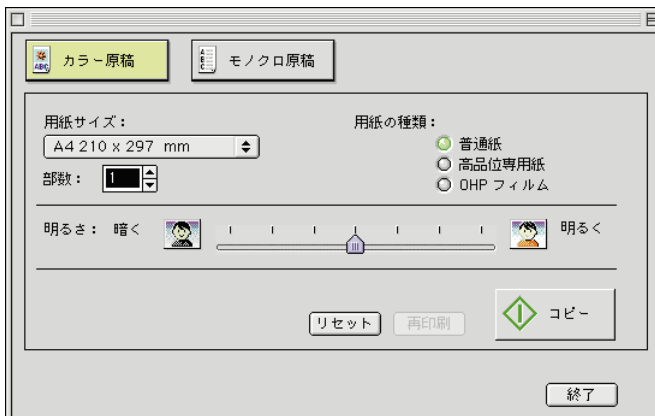 カラー原稿
モノクロ原稿
用紙サイズ：
A4 210 x 297 mm
部数：
1
用紙の種類：
普通紙
高品位専用紙
OHP フィルム
明るさ： 暗く
明るく
リセット
再印刷
コピー
終了